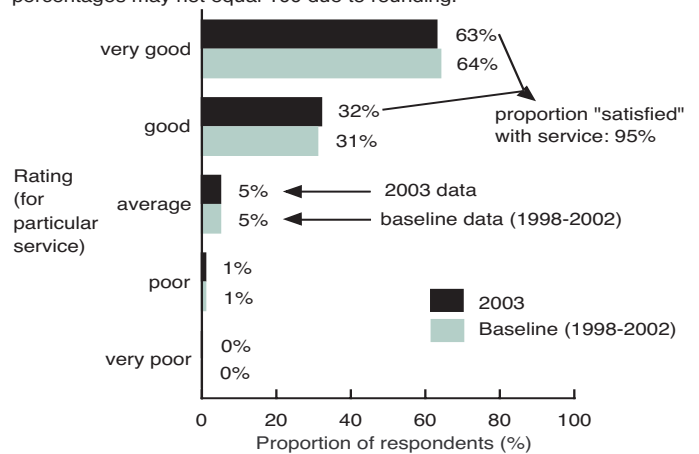 percentages may not equal 100 due to rounding.
very good
63%
64%
good
32%
31%
proportion "satisfied"
with service: 95%
Rating
(for
particular
service)
average
5%
2003 data
5%
baseline data (1998-2002)
poor
1%
1%
2003
Baseline (1998-2002)
very poor
0%
0%
0
20
40
60
80
100
Proportion of respondents (%)